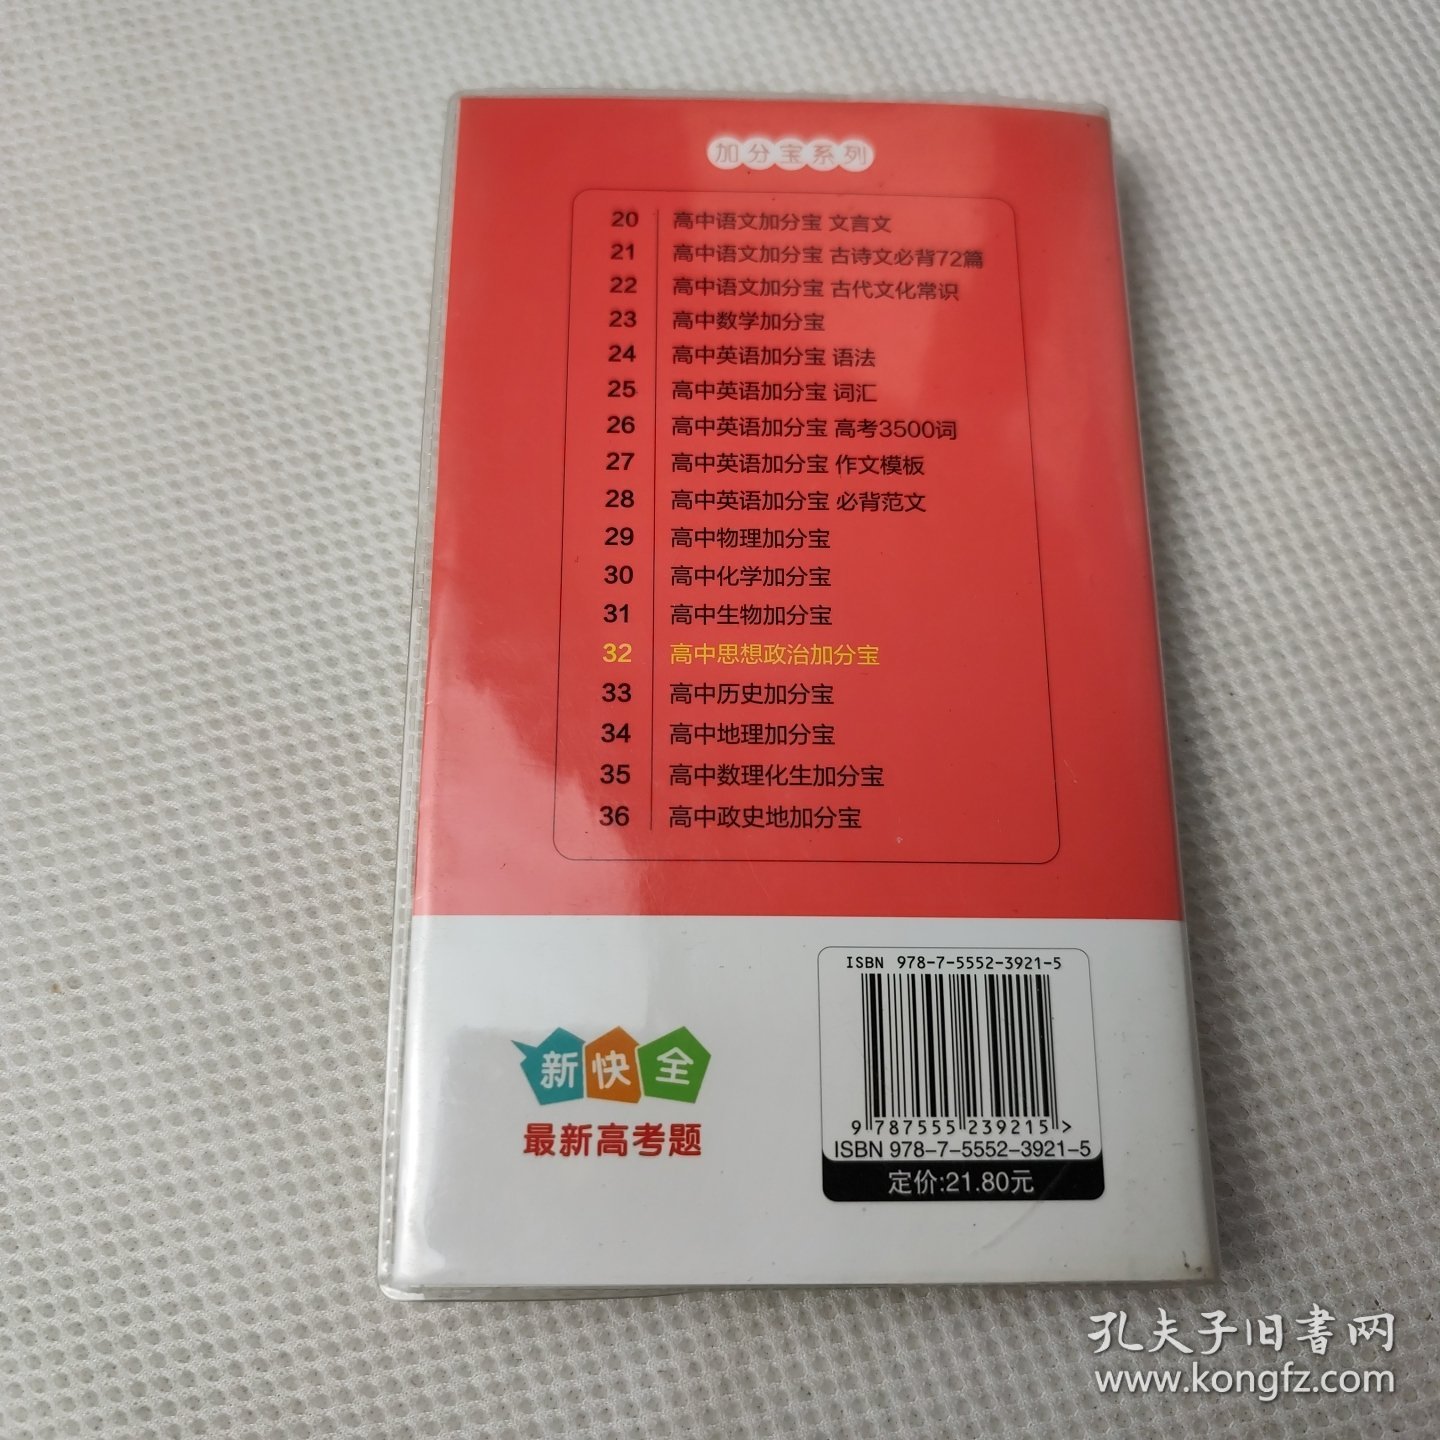 加分宝系列
20 高中语文加分宝 文言文
21 高中语文加分宝 古诗文必背72篇
22 高中语文加分宝 古代文化常识
23 高中数学加分宝
24 高中英语加分宝 语法
25 高中英语加分宝 词汇
26 高中英语加分宝 高考3500词
27 高中英语加分宝 作文模板
28 高中英语加分宝 必背范文
29 高中物理加分宝
30 高中化学加分宝
31 高中生物加分宝
32 高中思想政治加分宝
33 高中历史加分宝
34 高中地理加分宝
35 高中数理化生加分宝
36 高中政史地加分宝
新快全
最新高考题
ISBN 978-7-5552-3921-5
9 787555 239215 >
ISBN 978-7-5552-3921-5
定价:21.80元
孔夫子旧书网
www.kongfz.com